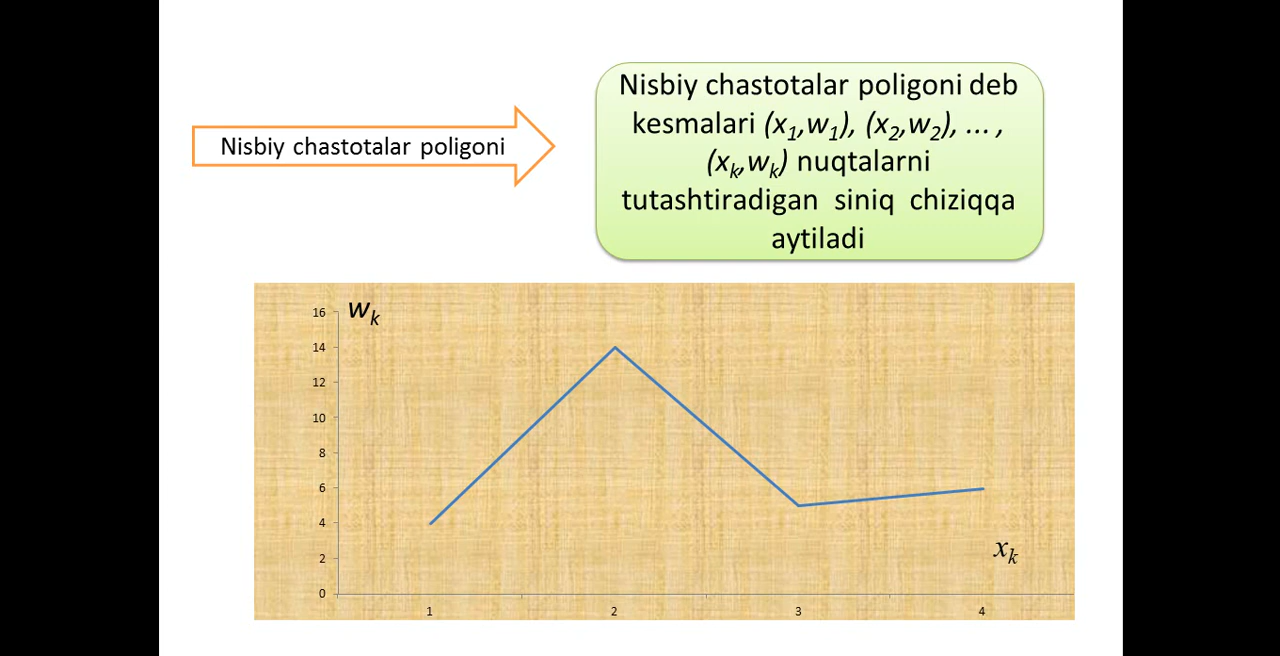 Nisbiy chastotalar poligoni
Nisbiy chastotalar poligoni deb
kesmalari (x₁,w₁), (x₂,w₂), ... ,
(xₖ,wₖ) nuqtalarni
tutashtiradigan siniq chiziqqa
aytiladi
wₖ
16
14
12
10
8
6
4
2
0
xₖ
1 2 3 4